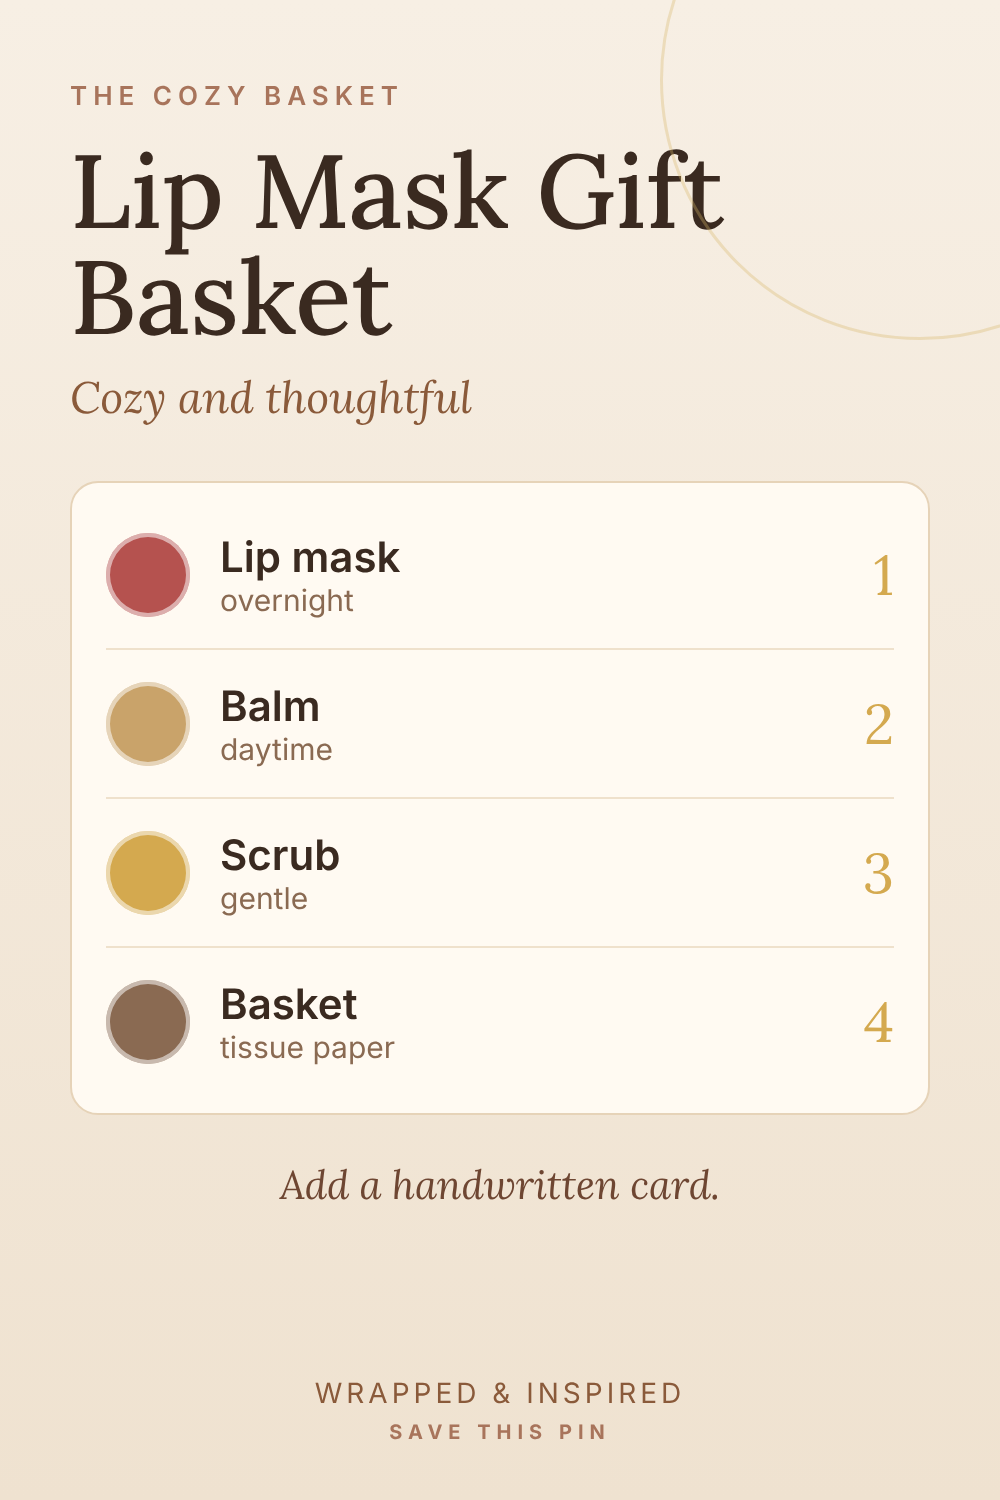 THE COZY BASKET
Lip Mask Gift
Basket
Cozy and thoughtful
Lip mask
overnight
1
Balm
daytime
2
Scrub
gentle
3
Basket
tissue paper
4
Add a handwritten card.
WRAPPED & INSPIRED
SAVE THIS PIN